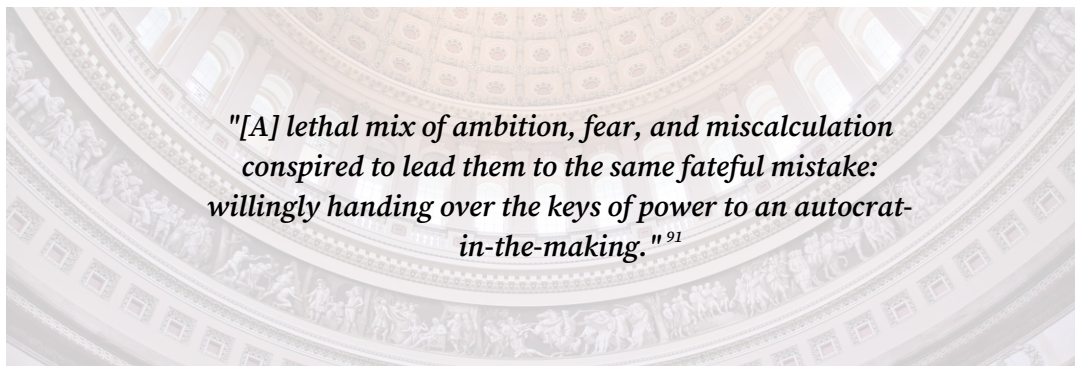 "[A] lethal mix of ambition, fear, and miscalculation
conspired to lead them to the same fateful mistake:
willingly handing over the keys of power to an autocrat-
in-the-making." 91